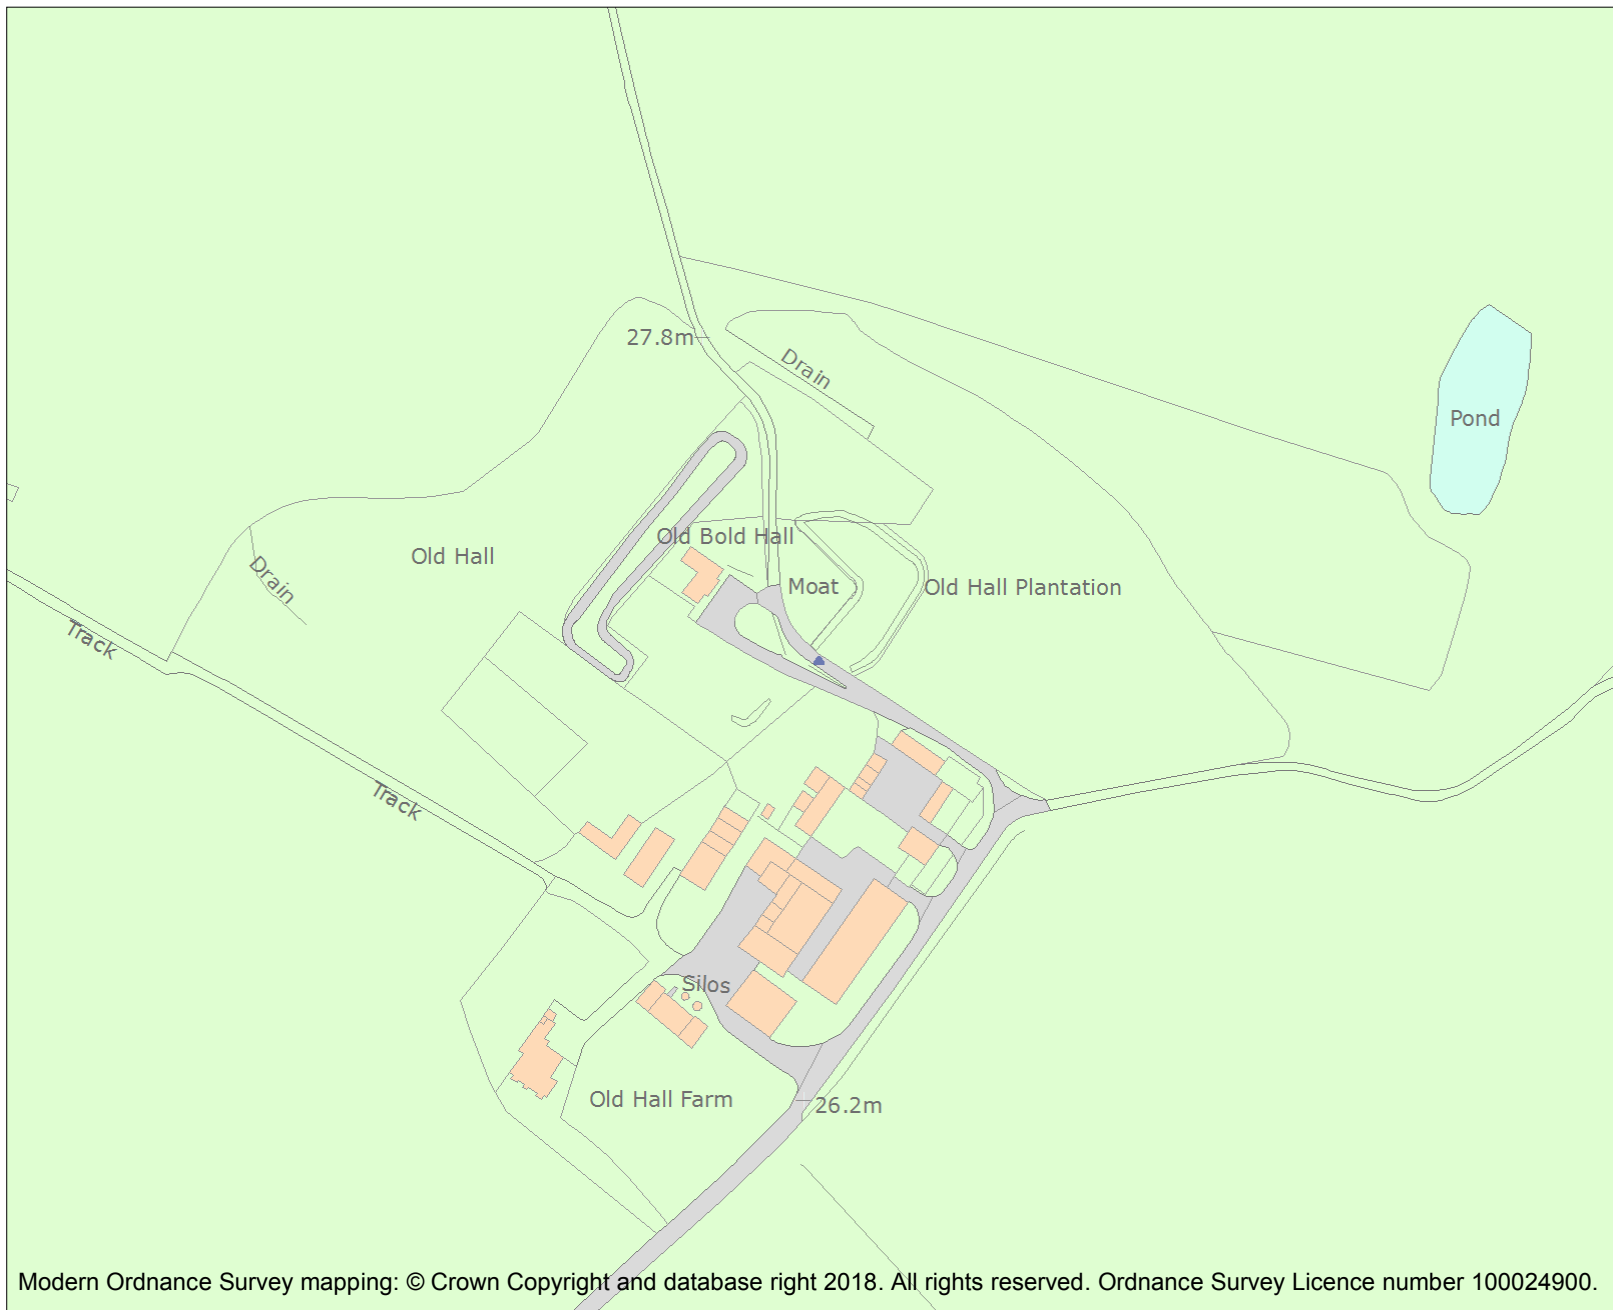 27.8m
Drain
Pond
Old Bold Hall
Old Hall
Drain
Moat
Old Hall Plantation
Track
Track
Silos
Old Hall Farm
26.2m
Modern Ordnance Survey mapping: © Crown Copyright and database right 2018. All rights reserved. Ordnance Survey Licence number 100024900.